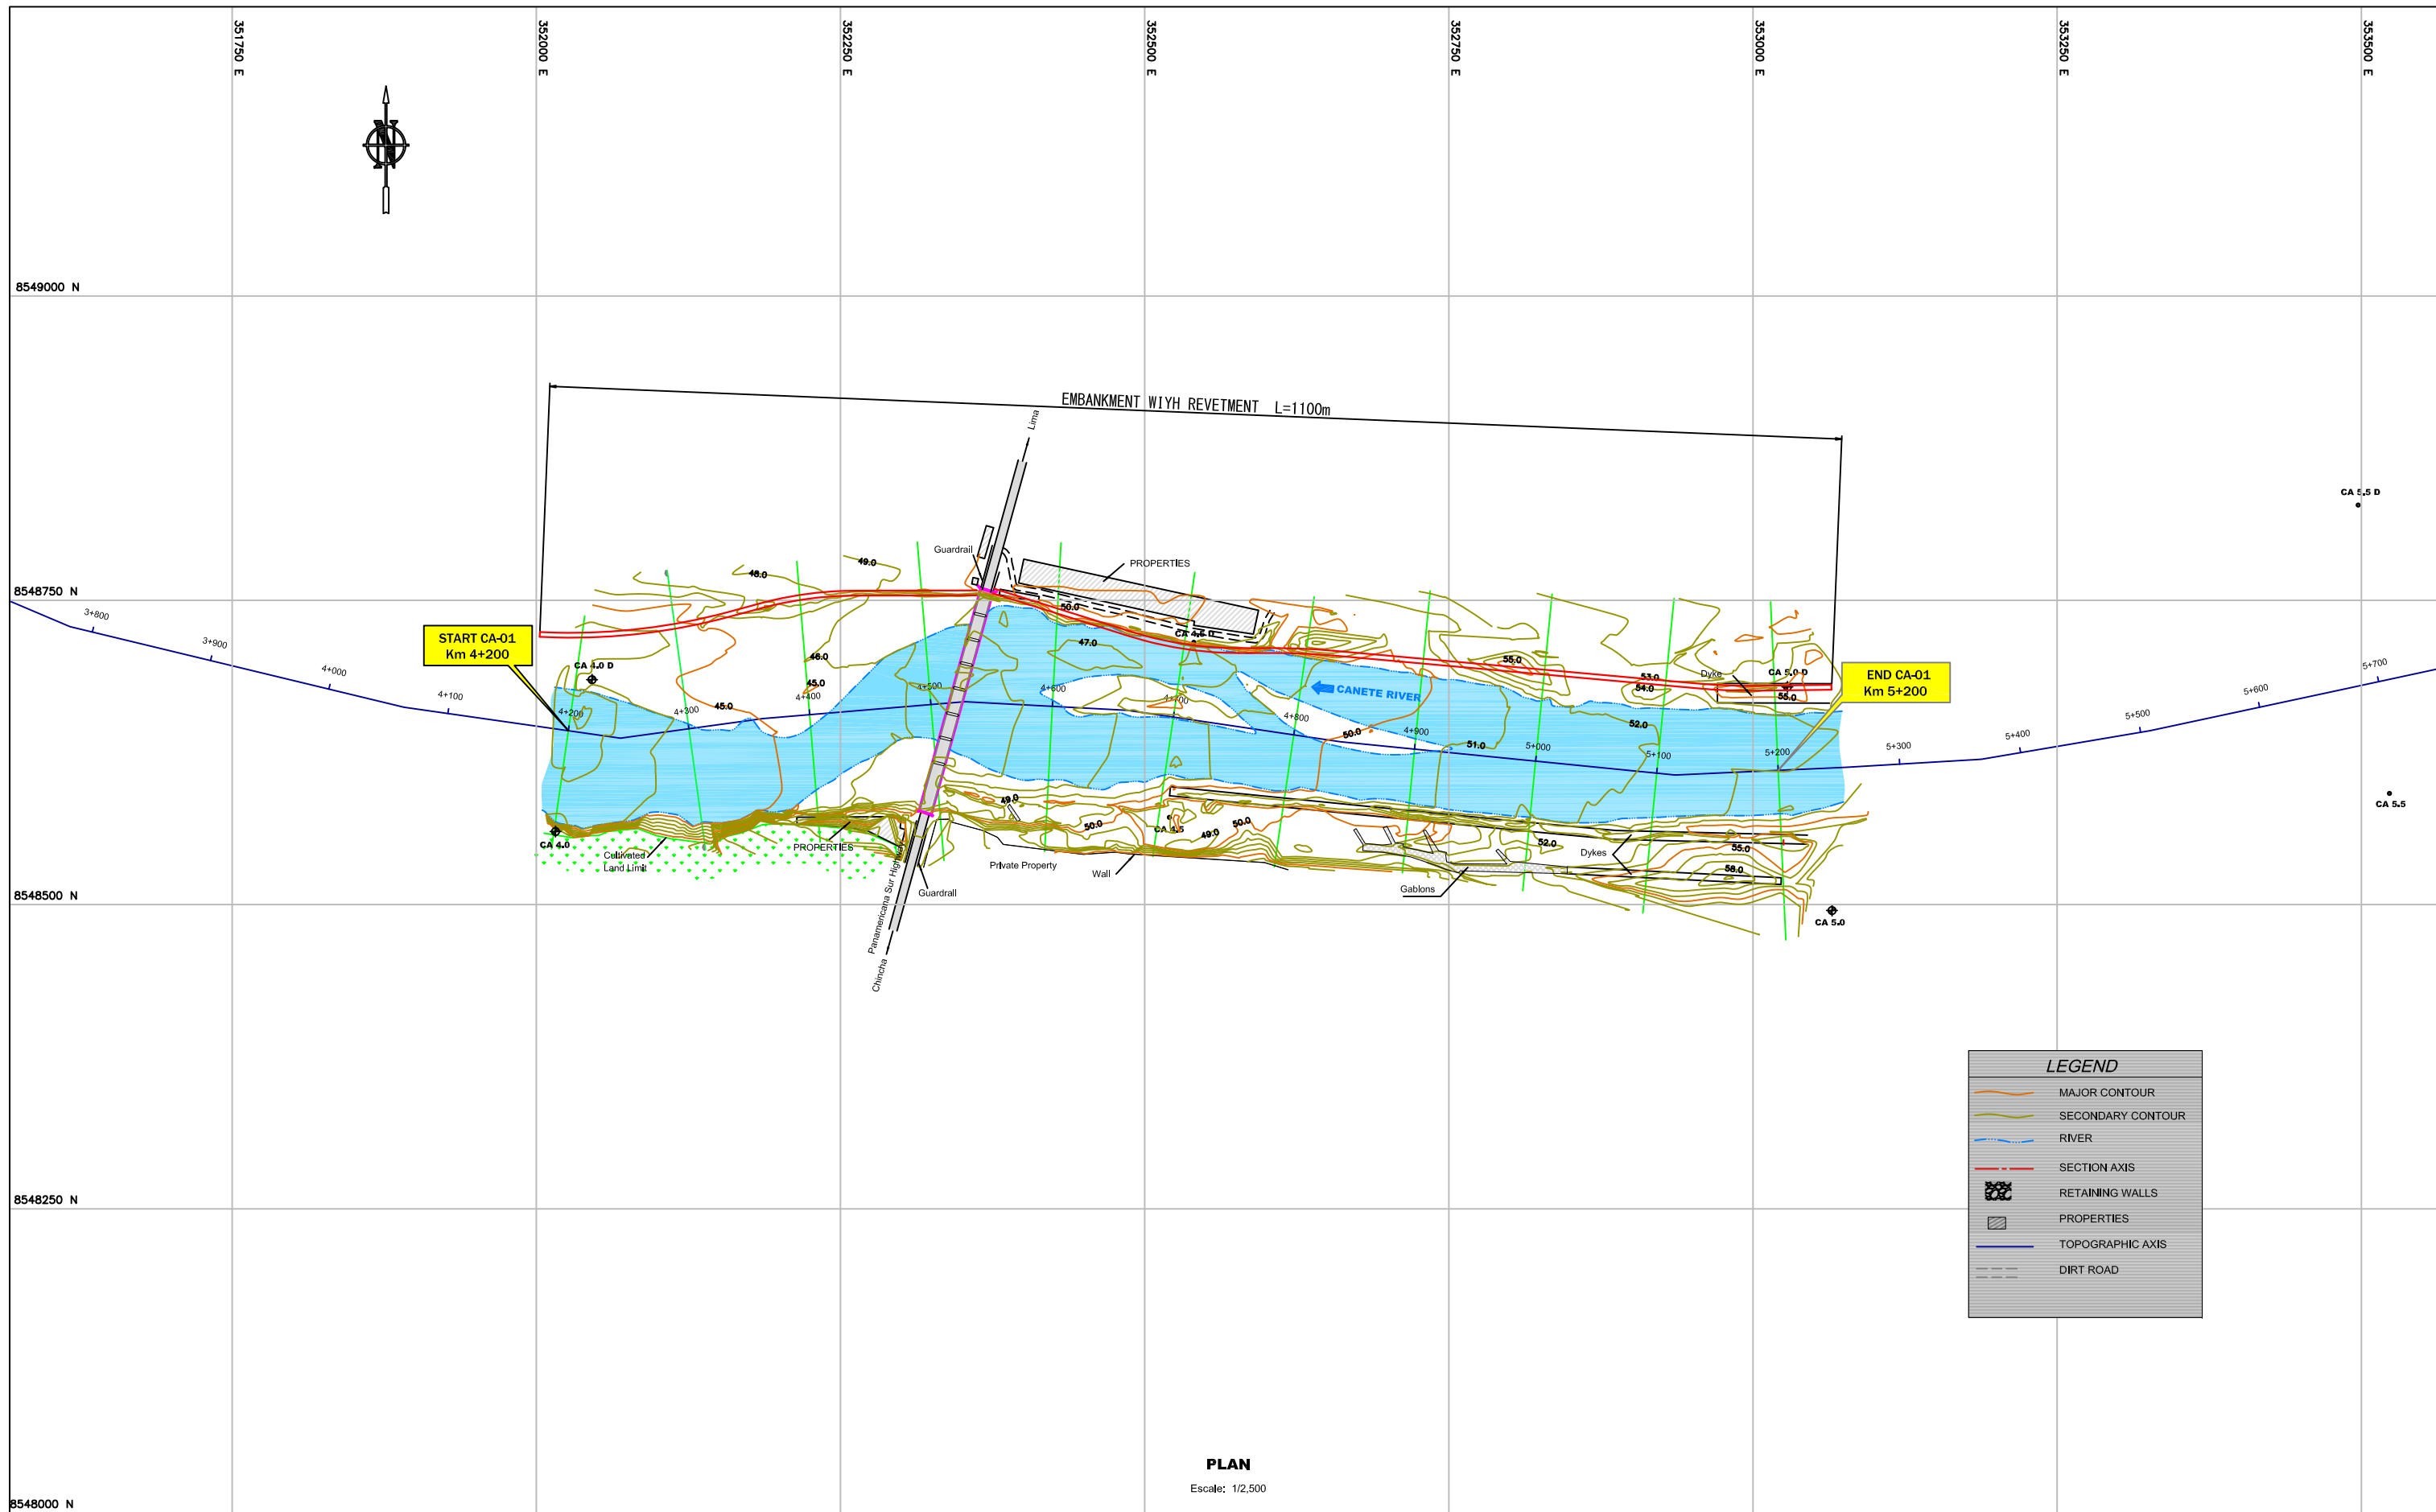 351750 E
352000 E
352250 E
352500 E
352750 E
353000 E
353250 E
353500 E
8549000 N
8548750 N
8548500 N
8548250 N
8548000 N
EMBANKMENT WIYH REVETMENT L=1100m
Lima
CA 5.5 D
Guardrail
PROPERTIES
49.0
48.0
50.0
3+800
3+900
4+000
4+100
4+200
4+300
4+400
4+500
4+600
4+700
4+800
4+900
5+000
5+100
5+200
5+300
5+400
5+500
5+600
5+700
START CA-01
Km 4+200
CA 4.0 D
46.0
45.0
45.0
47.0
CA 4.5 D
CANETE RIVER
55.0
53.0
54.0
Dyke
CA 5.0 D
55.0
END CA-01
Km 5+200
52.0
50.0
51.0
CA 5.5
CA 4.0
Cultivated
Land Limit
PROPERTIES
Panamericana Sur Highway
Chincha
Guardrall
49.0
50.0
CA 4.5
49.0
50.0
Private Property
Wall
52.0
Dykes
55.0
58.0
Gablons
CA 5.0
LEGEND
MAJOR CONTOUR
SECONDARY CONTOUR
RIVER
SECTION AXIS
RETAINING WALLS
PROPERTIES
TOPOGRAPHIC AXIS
DIRT ROAD
PLAN
Escale: 1/2,500